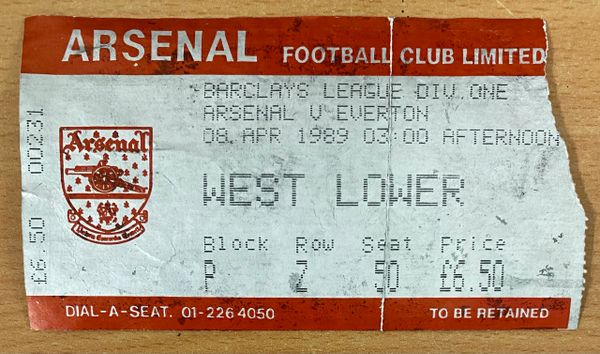 ARSENAL FOOTBALL CLUB LIMITED
BARCLAYS LEAGUE DIV.ONE
ARSENAL V EVERTON
08 APR 1989 03:00 AFTERNOON
£6.50 00231
Arsenal
WEST LOWER
Block Row Seat Price
P Z 50 £6.50
DIAL-A-SEAT. 01-226 4050 TO BE RETAINED